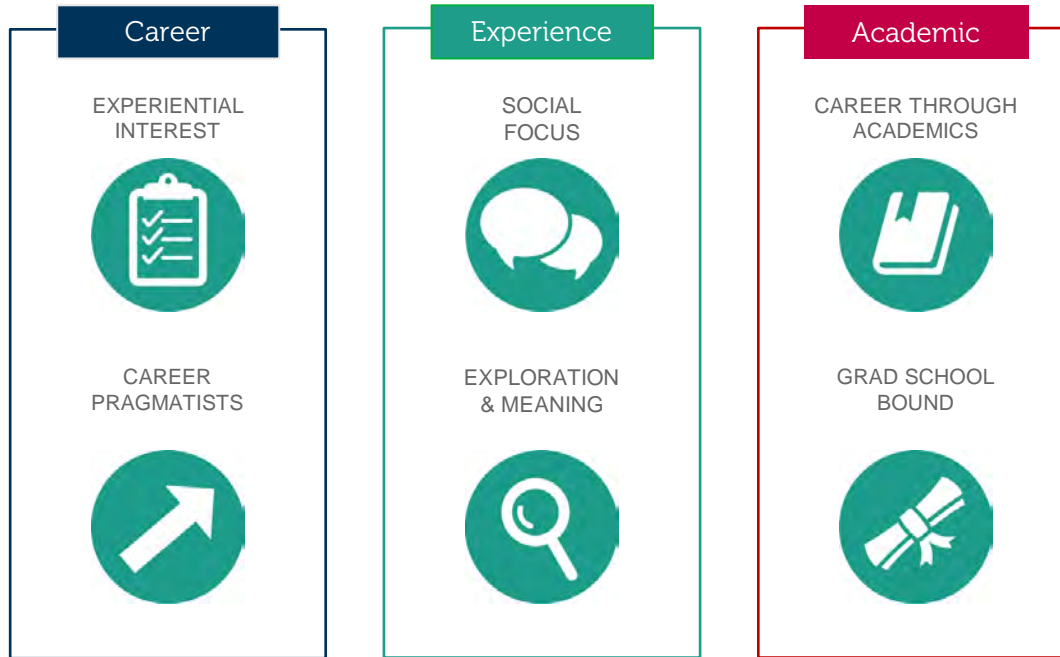 Career
EXPERIENTIAL
INTEREST
CAREER
PRAGMATISTS
Experience
SOCIAL
FOCUS
EXPLORATION
& MEANING
Academic
CAREER THROUGH
ACADEMICS
GRAD SCHOOL
BOUND